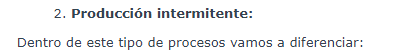 2. Producción intermitente:
Dentro de este tipo de procesos vamos a diferenciar: